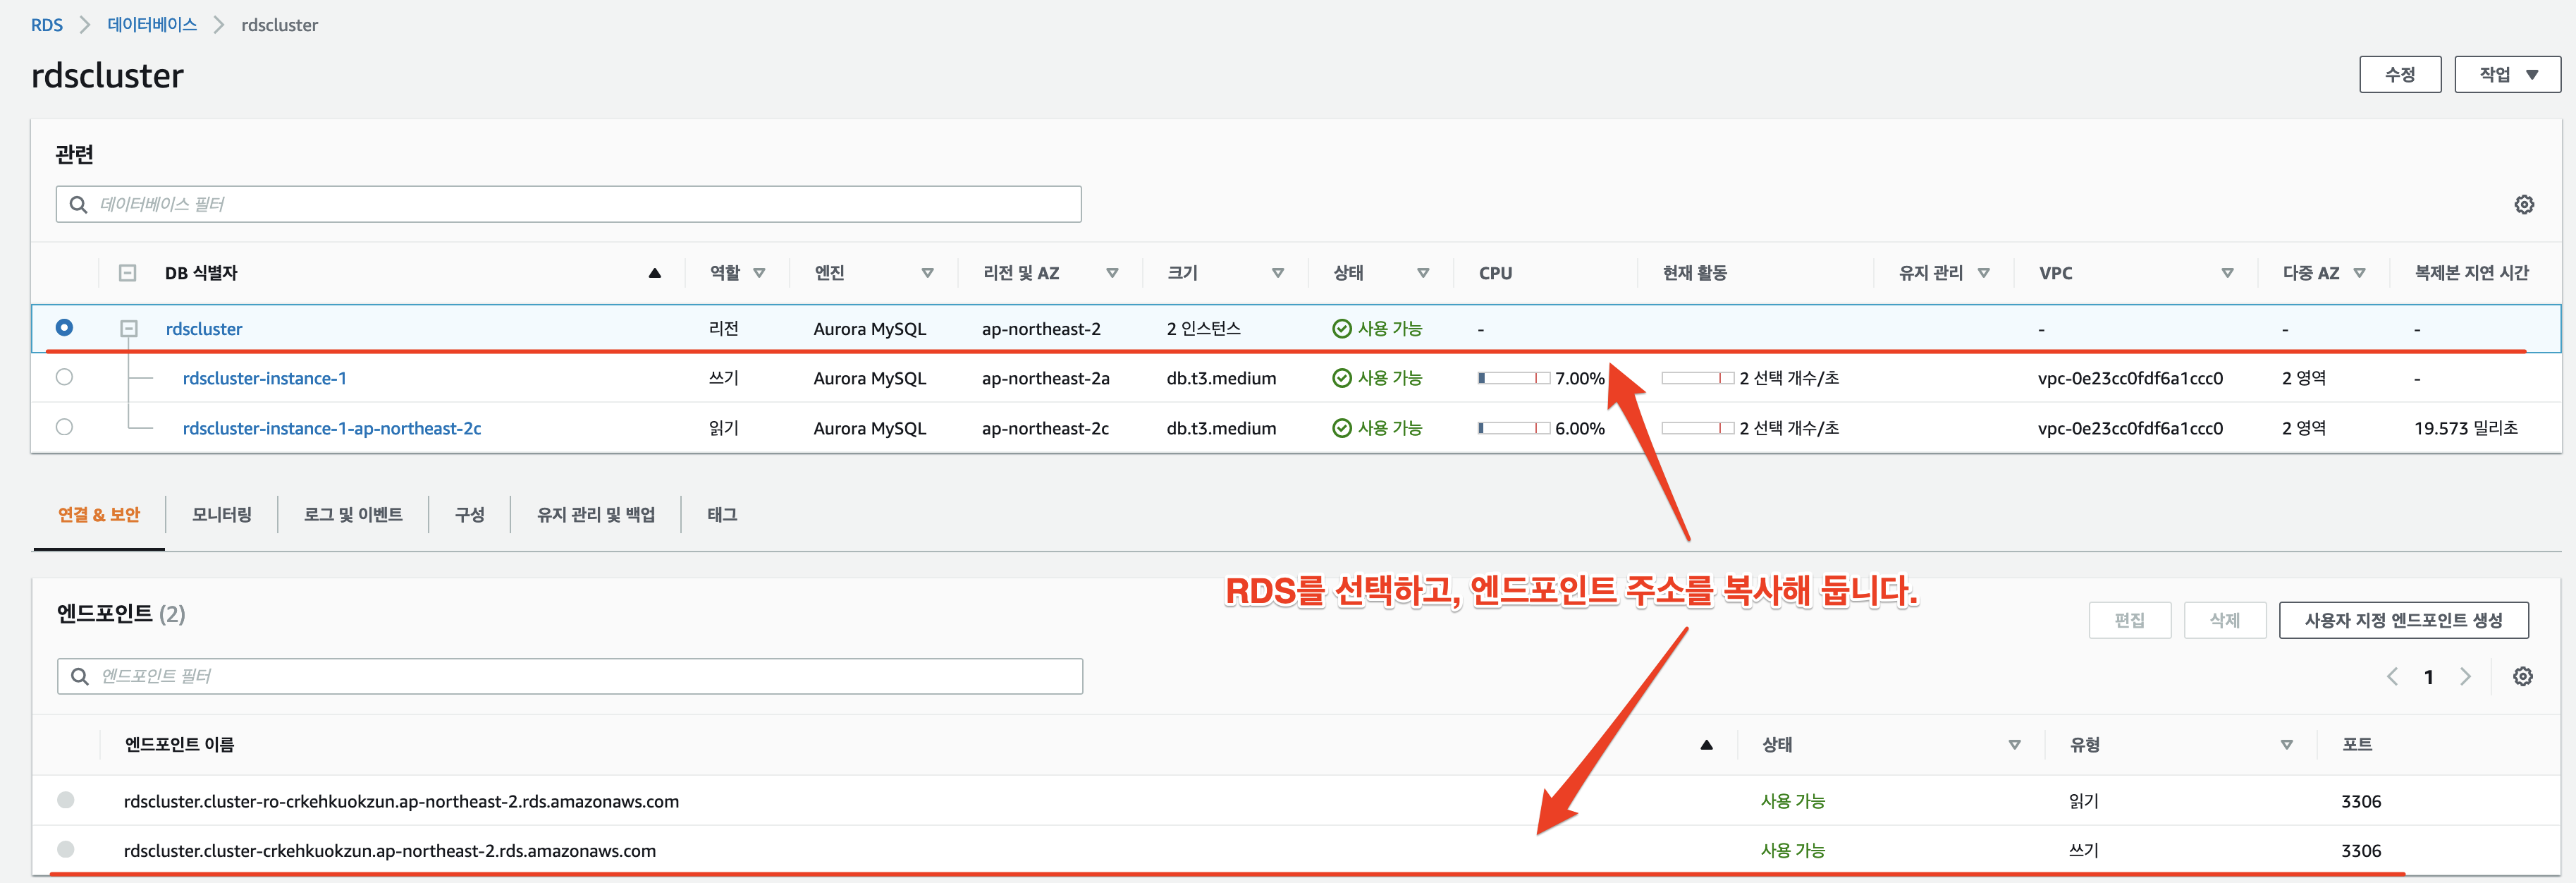 RDS > 데이터베이스 > rdscluster
rdscluster
수정 작업
관련
데이터베이스 필터
DB 식별자 역할 엔진 리전 및 AZ 크기 상태 CPU 현재 활동 유지 관리 VPC 다중 AZ 복제본 지연 시간
rdscluster 리전 Aurora MySQL ap-northeast-2 2 인스턴스 사용 가능 - - - -
rdscluster-instance-1 쓰기 Aurora MySQL ap-northeast-2a db.t3.medium 사용 가능 7.00% 2 선택 개수/초 vpc-0e23cc0fdf6a1ccc0 2 영역 -
rdscluster-instance-1-ap-northeast-2c 읽기 Aurora MySQL ap-northeast-2c db.t3.medium 사용 가능 6.00% 2 선택 개수/초 vpc-0e23cc0fdf6a1ccc0 2 영역 19.573 밀리초
연결 & 보안 모니터링 로그 및 이벤트 구성 유지 관리 및 백업 태그
RDS를 선택하고, 엔드포인트 주소를 복사해 둡니다.
엔드포인트 (2)
편집 삭제 사용자 지정 엔드포인트 생성
엔드포인트 필터
1
엔드포인트 이름 상태 유형 포트
rdscluster.cluster-ro-crkehkuokzun.ap-northeast-2.rds.amazonaws.com 사용 가능 읽기 3306
rdscluster.cluster-crkehkuokzun.ap-northeast-2.rds.amazonaws.com 사용 가능 쓰기 3306